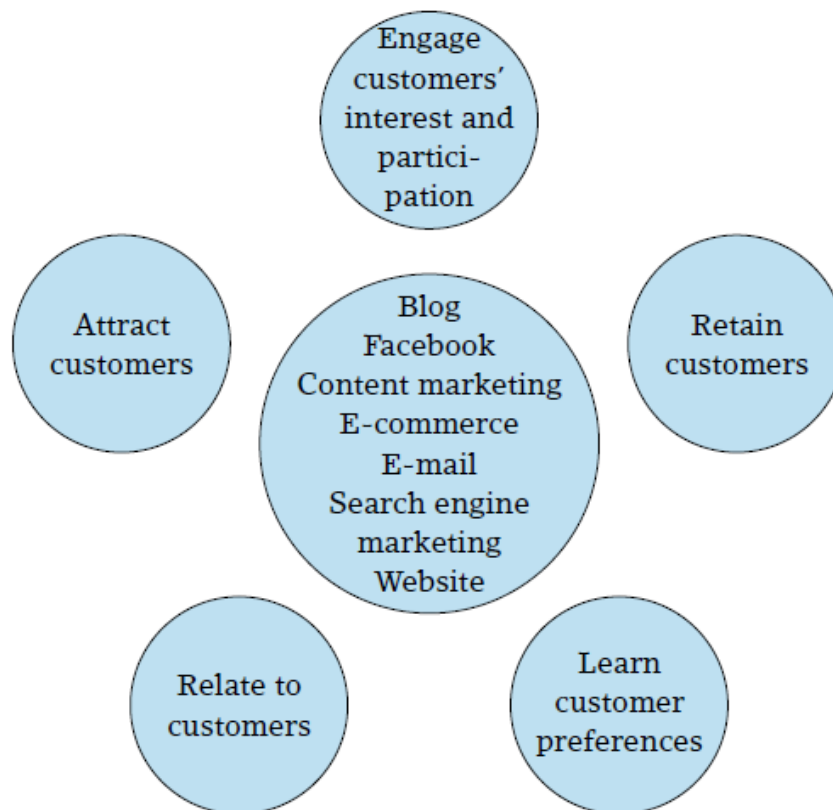 Engage
customers′
interest and
partici-
pation
Attract
customers
Retain
customers
Blog
Facebook
Content marketing
E-commerce
E-mail
Search engine
marketing
Website
Relate to
customers
Learn
customer
preferences